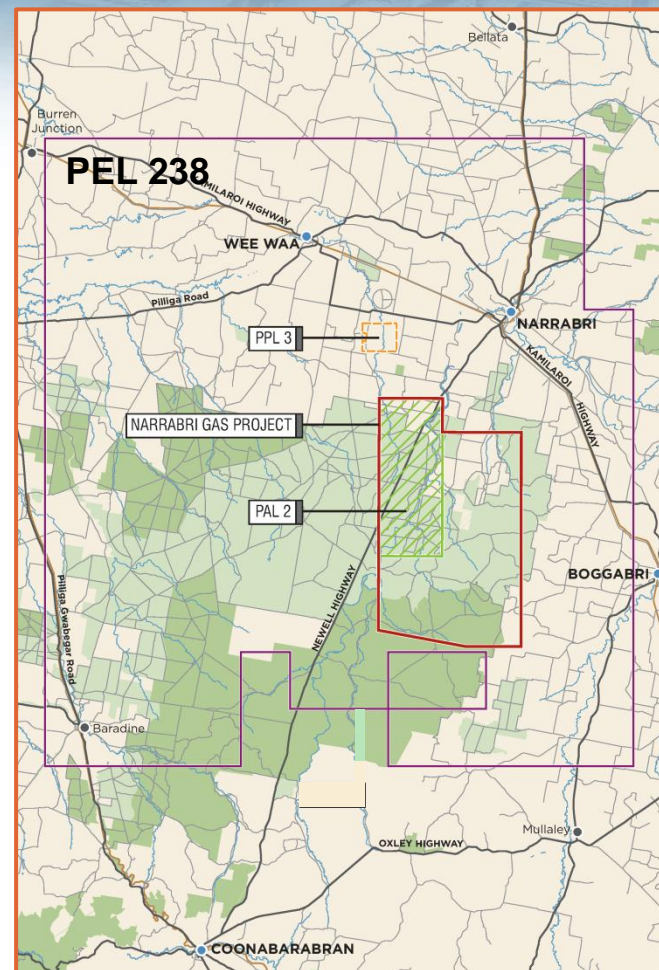 Bellata
Burren
Junction
PEL 238
KAMILAROI HIGHWAY
WEE WAA
Pilliga Road
NARRABRI
PPL 3
KAMILAROI
HIGHWAY
NARRABRI GAS PROJECT
PAL 2
BOGGABRI
NEWELL HIGHWAY
Pilliga Gwabegar Road
Baradine
Mullaley
OXLEY HIGHWAY
COONABARABRAN